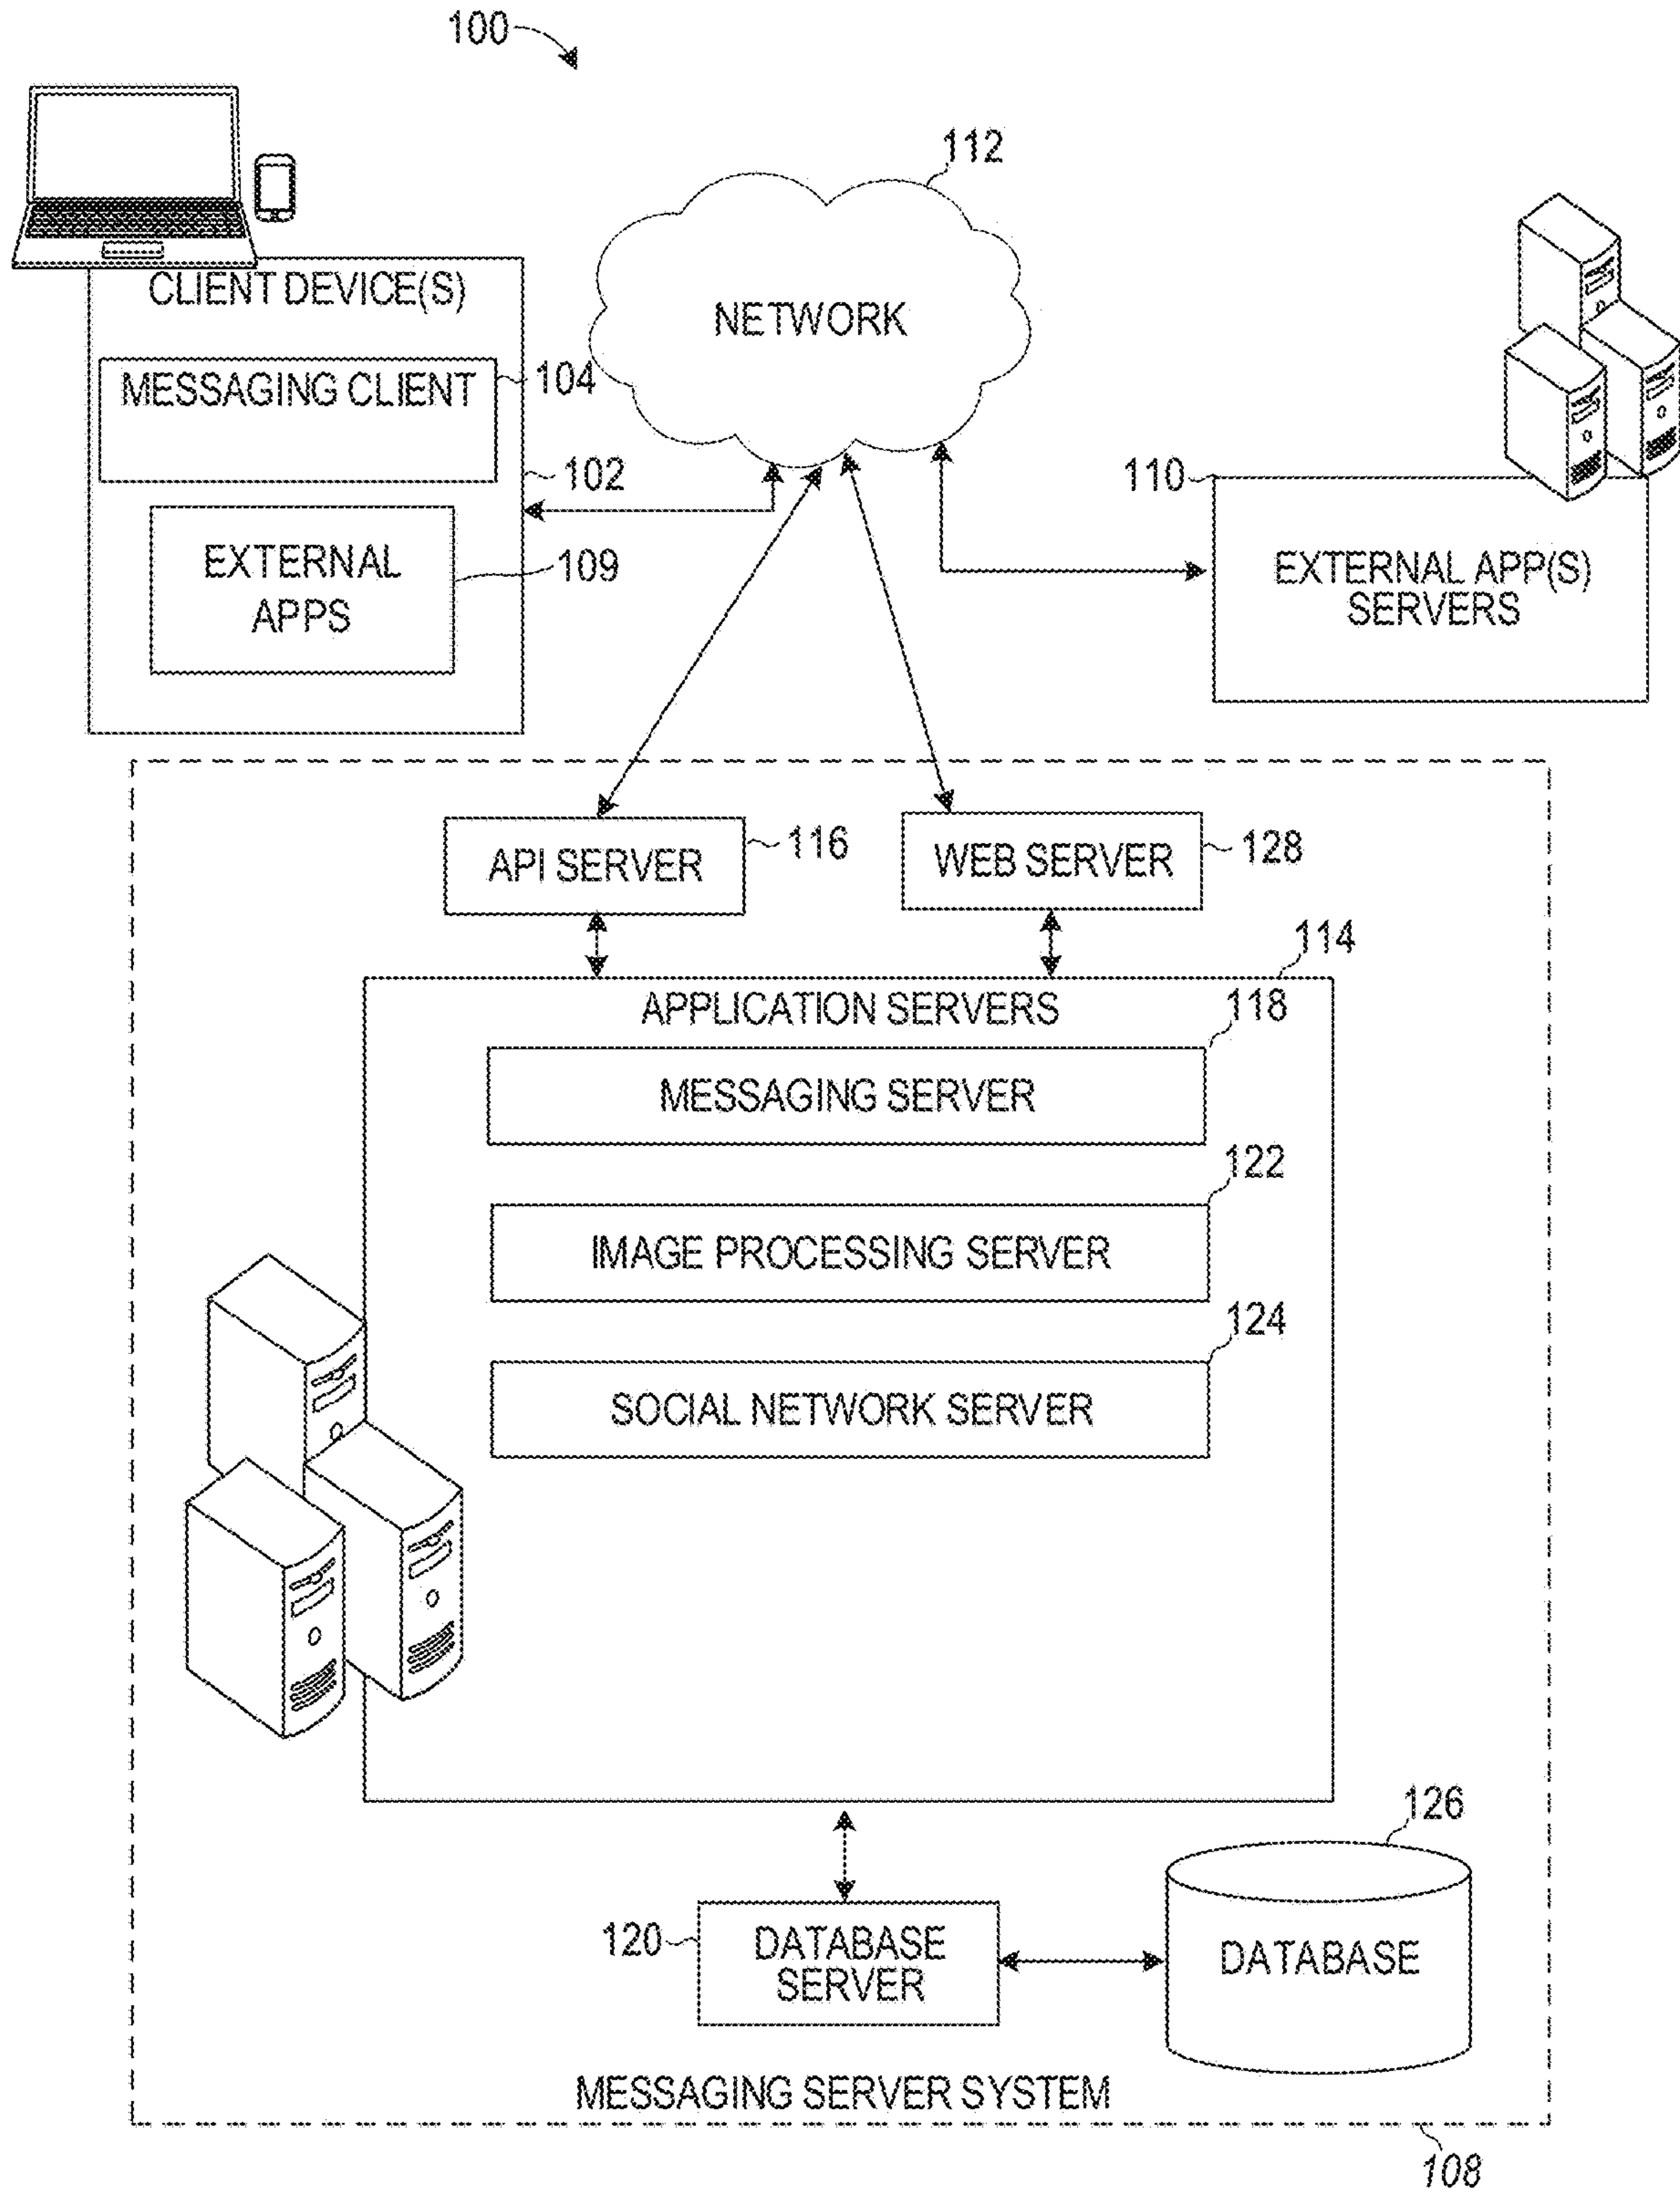 100
112
CLIENT DEVICE(S)
NETWORK
MESSAGING CLIENT
104
102
110
EXTERNAL
APPS
109
EXTERNAL APP(S)
SERVERS
API SERVER
116
WEB SERVER
128
114
APPLICATION SERVERS
118
MESSAGING SERVER
122
IMAGE PROCESSING SERVER
124
SOCIAL NETWORK SERVER
126
120
DATABASE
SERVER
DATABASE
MESSAGING SERVER SYSTEM
108